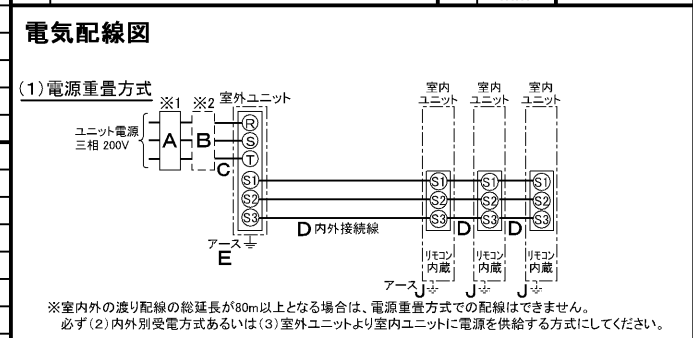 電気配線図
(1)電源重畳方式
※1 ※2 室外ユニット
室内ユニット 室内ユニット 室内ユニット
ユニット電源
三相 200V
A B C
R
S
T
S1 S1 S1 S1
S2 S2 S2 S2
S3 S3 S3 S3
D 内外接続線 D D
アース
E
リモコン内蔵 リモコン内蔵 リモコン内蔵
アース J J J
※室内外の渡り配線の総延長が80m以上となる場合は、電源重畳方式での配線はできません。
必ず(2)内外別受電方式あるいは(3)室外ユニットより室内ユニットに電源を供給する方式にしてください。